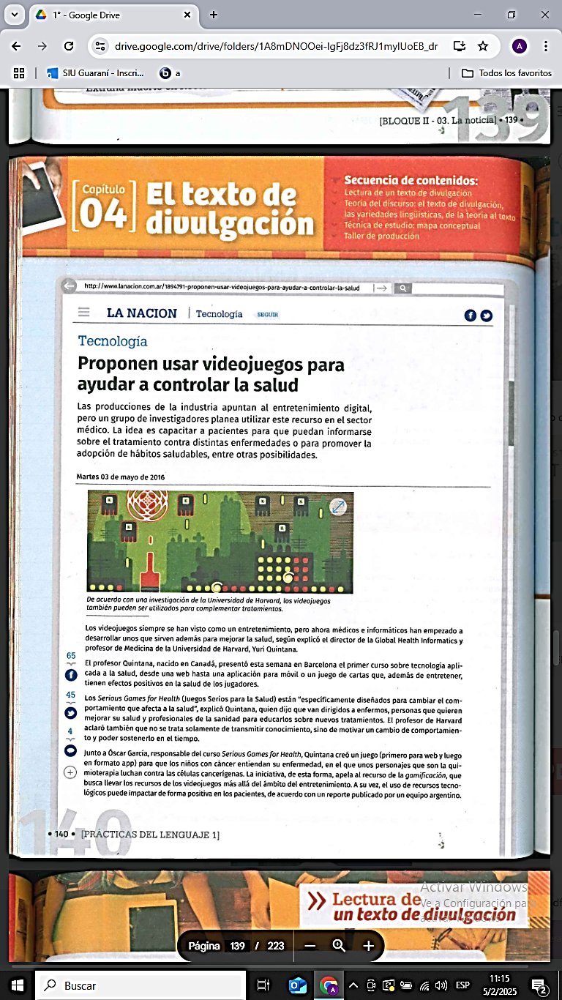 1° - Google Drive
drive.google.com/drive/folders/1A8mDNOOei-IgFj8dz3fRJ1mylUoEB_dr
A
SIU Guaraní - Inscri...
a
Todos los favoritos
139
[BLOQUE II - 03. La noticia] • 139 •
Capítulo
04
El texto de
divulgación
Secuencia de contenidos:
Lectura de un texto de divulgación
Teoría del discurso: el texto de divulgación,
las variedades lingüísticas, de la teoría al texto
Técnica de estudio: mapa conceptual
Taller de producción
http://www.lanacion.com.ar/1894791-proponen-usar-videojuegos-para-ayudar-a-controlar-la-salud
LA NACION | Tecnología SEGUIR
Tecnología
Proponen usar videojuegos para
ayudar a controlar la salud
Las producciones de la industria apuntan al entretenimiento digital,
pero un grupo de investigadores planea utilizar este recurso en el sector
médico. La idea es capacitar a pacientes para que puedan informarse
sobre el tratamiento contra distintas enfermedades o para promover la
adopción de hábitos saludables, entre otras posibilidades.
Martes 03 de mayo de 2016
De acuerdo con una investigación de la Universidad de Harvard, los videojuegos
también pueden ser utilizados para complementar tratamientos.
Los videojuegos siempre se han visto como un entretenimiento, pero ahora médicos e informáticos han empezado a
desarrollar unos que sirven además para mejorar la salud, según explicó el director de la Global Health Informatics y
profesor de Medicina de la Universidad de Harvard, Yuri Quintana.
65
El profesor Quintana, nacido en Canadá, presentó esta semana en Barcelona el primer curso sobre tecnología apli-
cada a la salud, desde una web hasta una aplicación para móvil o un juego de cartas que, además de entretener,
tienen efectos positivos en la salud de los jugadores.
45
Los Serious Games for Health (Juegos Serios para la Salud) están “específicamente diseñados para cambiar el com-
portamiento que afecta a la salud”, explicó Quintana, quien dijo que van dirigidos a enfermos, personas que quieren
mejorar su salud y profesionales de la sanidad para educarlos sobre nuevos tratamientos. El profesor de Harvard
aclaró también que no se trata solamente de transmitir conocimiento, sino de motivar un cambio de comportamien-
to y poder sostenerlo en el tiempo.
4
Junto a Óscar García, responsable del curso Serious Games for Health, Quintana creó un juego (primero para web y luego
en formato app) para que los niños con cáncer entiendan su enfermedad, en el que unos personajes que son la qui-
mioterapia luchan contra las células cancerígenas. La iniciativa, de esta forma, apela al recurso de la gamificación, que
busca llevar los recursos de los videojuegos más allá del ámbito del entretenimiento. A su vez, el uso de recursos tecno-
lógicos puede impactar de forma positiva en los pacientes, de acuerdo con un reporte publicado por un equipo argentino.
140
• 140 • [PRÁCTICAS DEL LENGUAJE 1]
Activar Windows
Ve a Configuración para
Lectura de
un texto de divulgación
Página 139 / 223
Buscar
ESP
11:15
5/2/2025
2